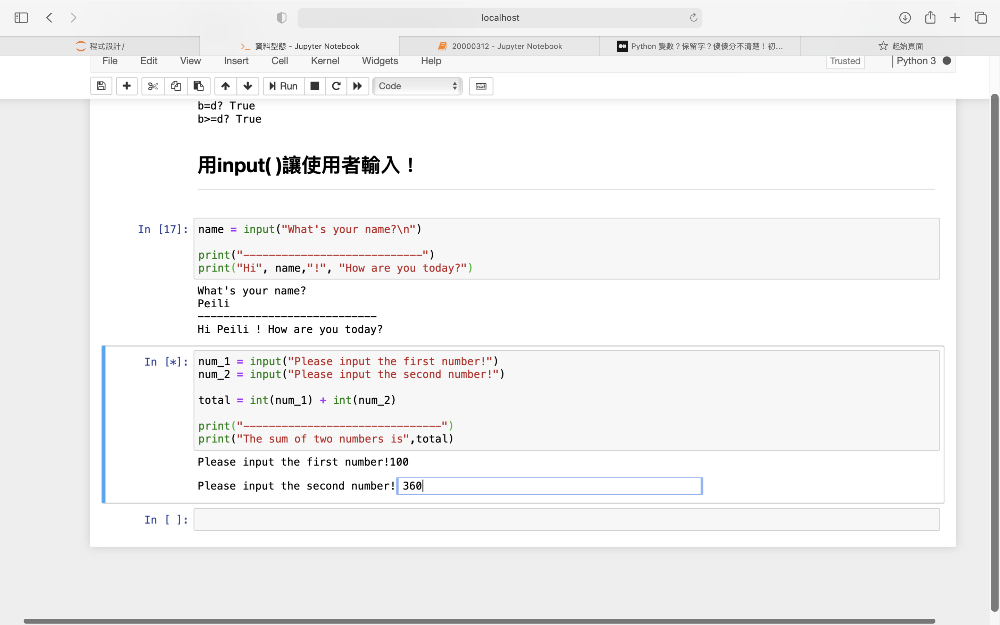 localhost
程式設計/
資料型態 - Jupyter Notebook
20000312 - Jupyter Notebook
Python 變數？保留字？傻傻分不清楚！初...
起始頁面
File Edit View Insert Cell Kernel Widgets Help
Trusted
Python 3
Run
Code
b=d? True
b>=d? True
用input( )讓使用者輸入！
In [17]:
name = input("What's your name?\n")
print("----------------------------")
print("Hi", name,"!", "How are you today?")
What's your name?
Peili
----------------------------
Hi Peili ! How are you today?
In [*]:
num_1 = input("Please input the first number!")
num_2 = input("Please input the second number!")
total = int(num_1) + int(num_2)
print("-------------------------------")
print("The sum of two numbers is",total)
Please input the first number!100
Please input the second number! 360
In [ ]: